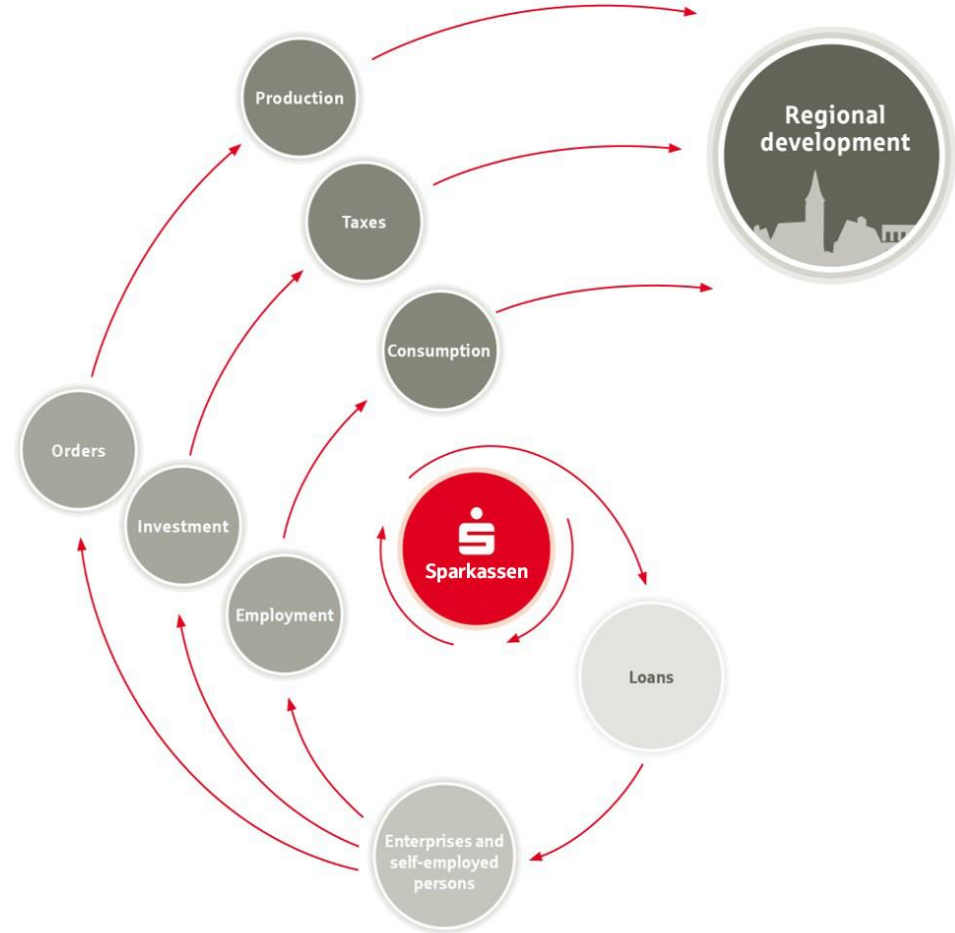 Production
Regional
development
Taxes
Consumption
Orders
Investment
Sparkassen
Employment
Loans
Enterprises and
self-employed
persons